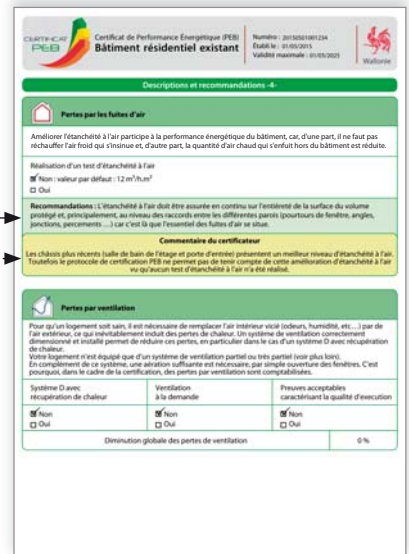 CERTIFICAT
PEB
Certificat de Performance Énergétique (PEB)
Bâtiment résidentiel existant
Numéro : 20150501001234
Établi le : 01/05/2015
Validité maximale : 01/05/2025
Wallonie
Descriptions et recommandations -4-
Pertes par les fuites d'air
Améliorer l'étanchéité à l'air participe à la performance énergétique du bâtiment, car, d'une part, il ne faut pas
réchauffer l'air froid qui s'insinue et, d'autre part, la quantité d'air chaud qui s'enfuit hors du bâtiment est réduite.
Réalisation d'un test d'étanchéité à l'air
Non : valeur par défaut : 12 m³/h.m²
Oui
Recommandations : L'étanchéité à l'air doit être assurée en continu sur l'entièreté de la surface du volume
protégé et, principalement, au niveau des raccords entre les différentes parois (pourtours de fenêtre, angles,
jonctions, percements ...) car c'est là que l'essentiel des fuites d'air se situe.
Commentaire du certificateur
Les châssis plus récents (salle de bain de l'étage et porte d'entrée) présentent un meilleur niveau d'étanchéité à l'air.
Toutefois le protocole de certification PEB ne permet pas de tenir compte de cette amélioration d'étanchéité à l'air
vu qu'aucun test d'étanchéité à l'air n'a été réalisé.
Pertes par ventilation
Pour qu'un logement soit sain, il est nécessaire de remplacer l'air intérieur vicié (odeurs, humidité, etc...) par de
l'air extérieur, ce qui inévitablement induit des pertes de chaleur. Un système de ventilation correctement
dimensionné et installé permet de réduire ces pertes, en particulier dans le cas d'un système D avec récupération
de chaleur.
Votre logement n'est équipé que d'un système de ventilation partiel ou très partiel (voir plus loin).
En complément de ce système, une aération suffisante est nécessaire, par simple ouverture des fenêtres. C'est
pourquoi, dans le cadre de la certification, des pertes par ventilation sont comptabilisées.
Système D avec
récupération de chaleur
Ventilation
à la demande
Preuves acceptables
caractérisant la qualité d'execution
Non
Oui
Non
Oui
Non
Oui
Diminution globale des pertes de ventilation
0 %